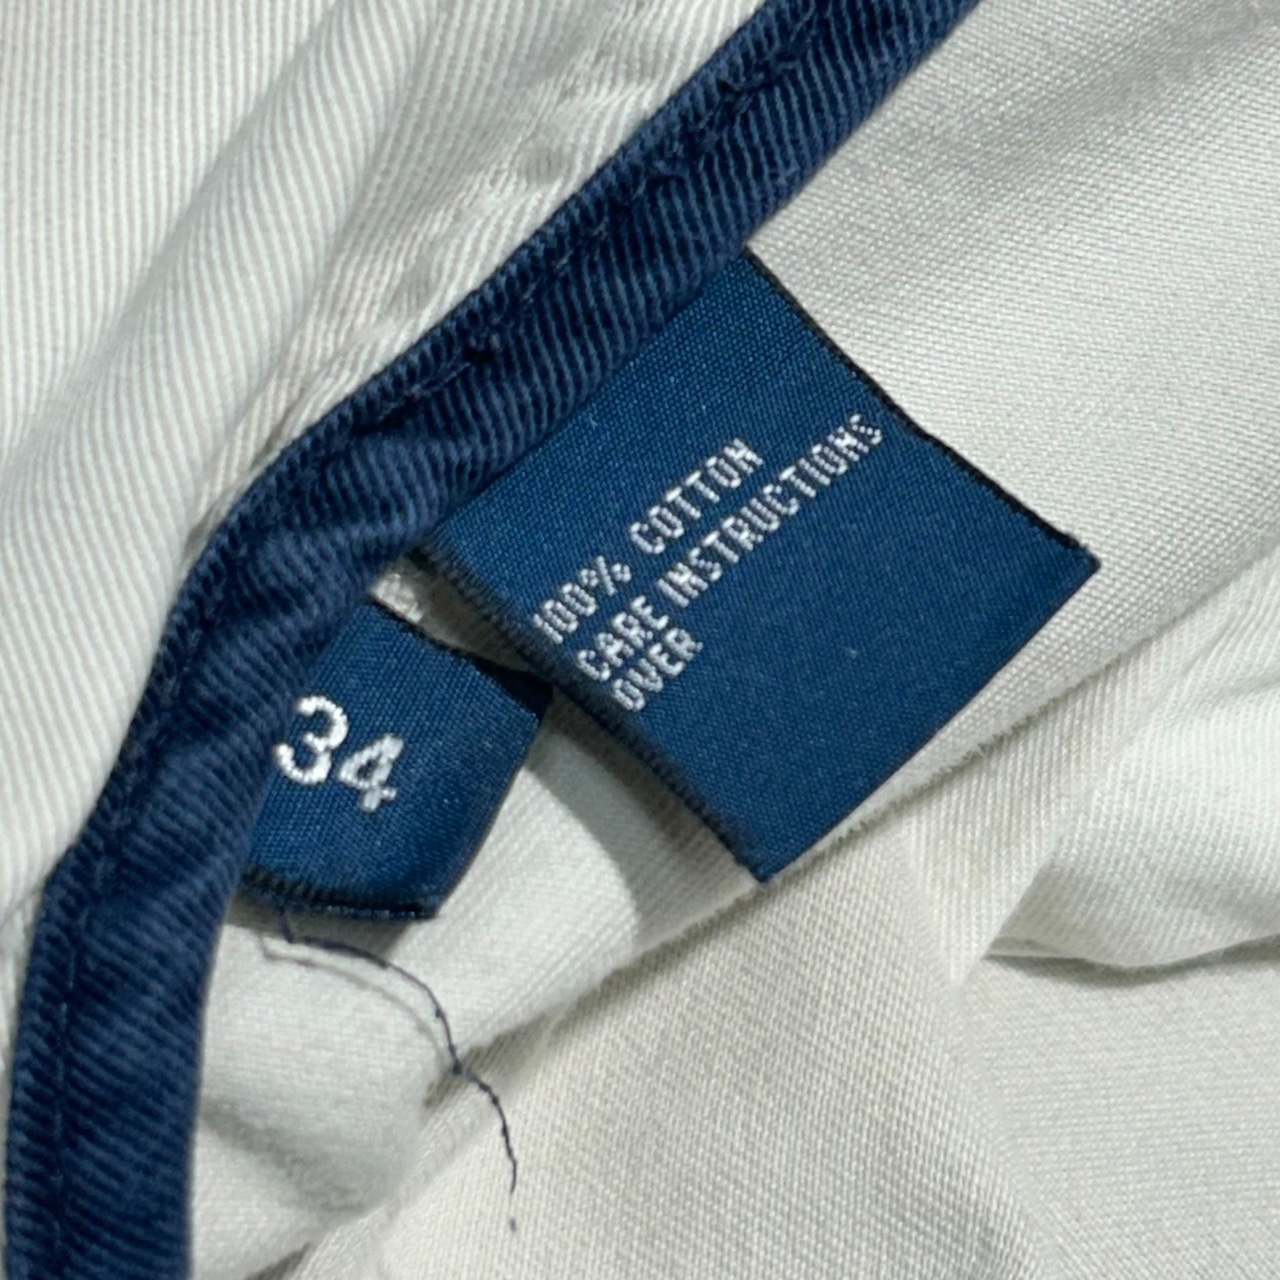 100% COTTON
CARE INSTRUCTIONS
OVER
34